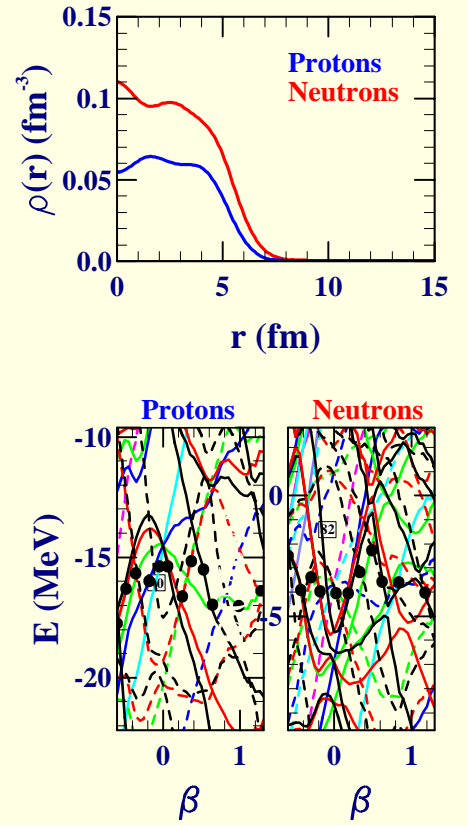 ρ(r) (fm⁻³)
0.15
0.1
0.05
0.0
Protons
Neutrons
0
5
10
15
r (fm)
Protons
Neutrons
E (MeV)
-10
-15
-20
0
-5
82
0
1
0
1
β
β